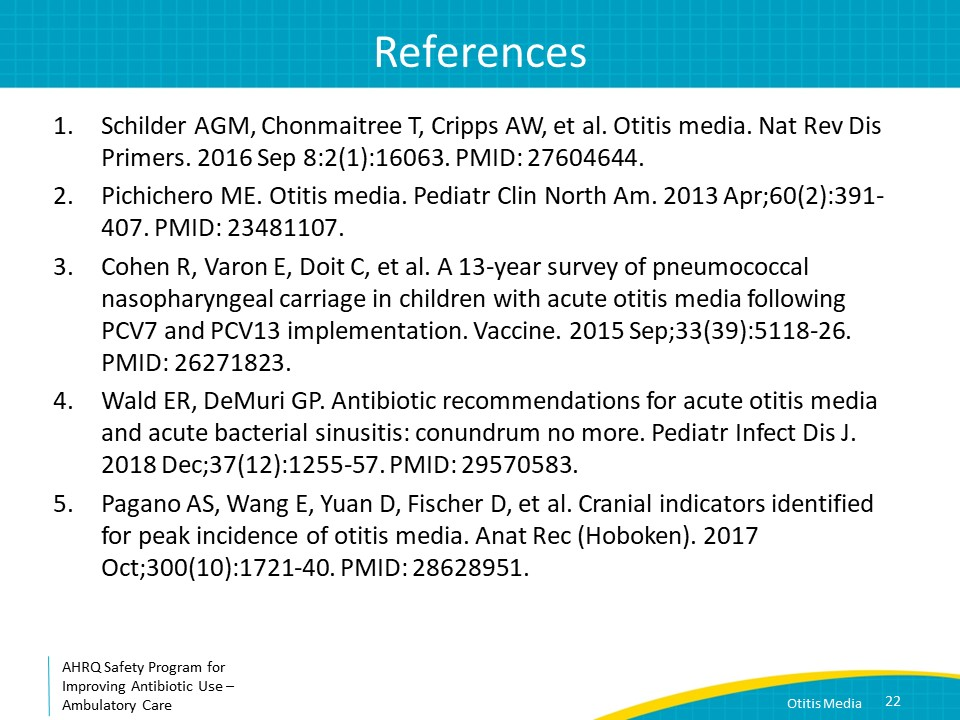 References
1. Schilder AGM, Chonmaitree T, Cripps AW, et al. Otitis media. Nat Rev Dis
Primers. 2016 Sep 8:2(1):16063. PMID: 27604644.
2. Pichichero ME. Otitis media. Pediatr Clin North Am. 2013 Apr;60(2):391-
407. PMID: 23481107.
3. Cohen R, Varon E, Doit C, et al. A 13-year survey of pneumococcal
nasopharyngeal carriage in children with acute otitis media following
PCV7 and PCV13 implementation. Vaccine. 2015 Sep;33(39):5118-26.
PMID: 26271823.
4. Wald ER, DeMuri GP. Antibiotic recommendations for acute otitis media
and acute bacterial sinusitis: conundrum no more. Pediatr Infect Dis J.
2018 Dec;37(12):1255-57. PMID: 29570583.
5. Pagano AS, Wang E, Yuan D, Fischer D, et al. Cranial indicators identified
for peak incidence of otitis media. Anat Rec (Hoboken). 2017
Oct;300(10):1721-40. PMID: 28628951.
AHRQ Safety Program for
Improving Antibiotic Use –
Ambulatory Care
Otitis Media 22